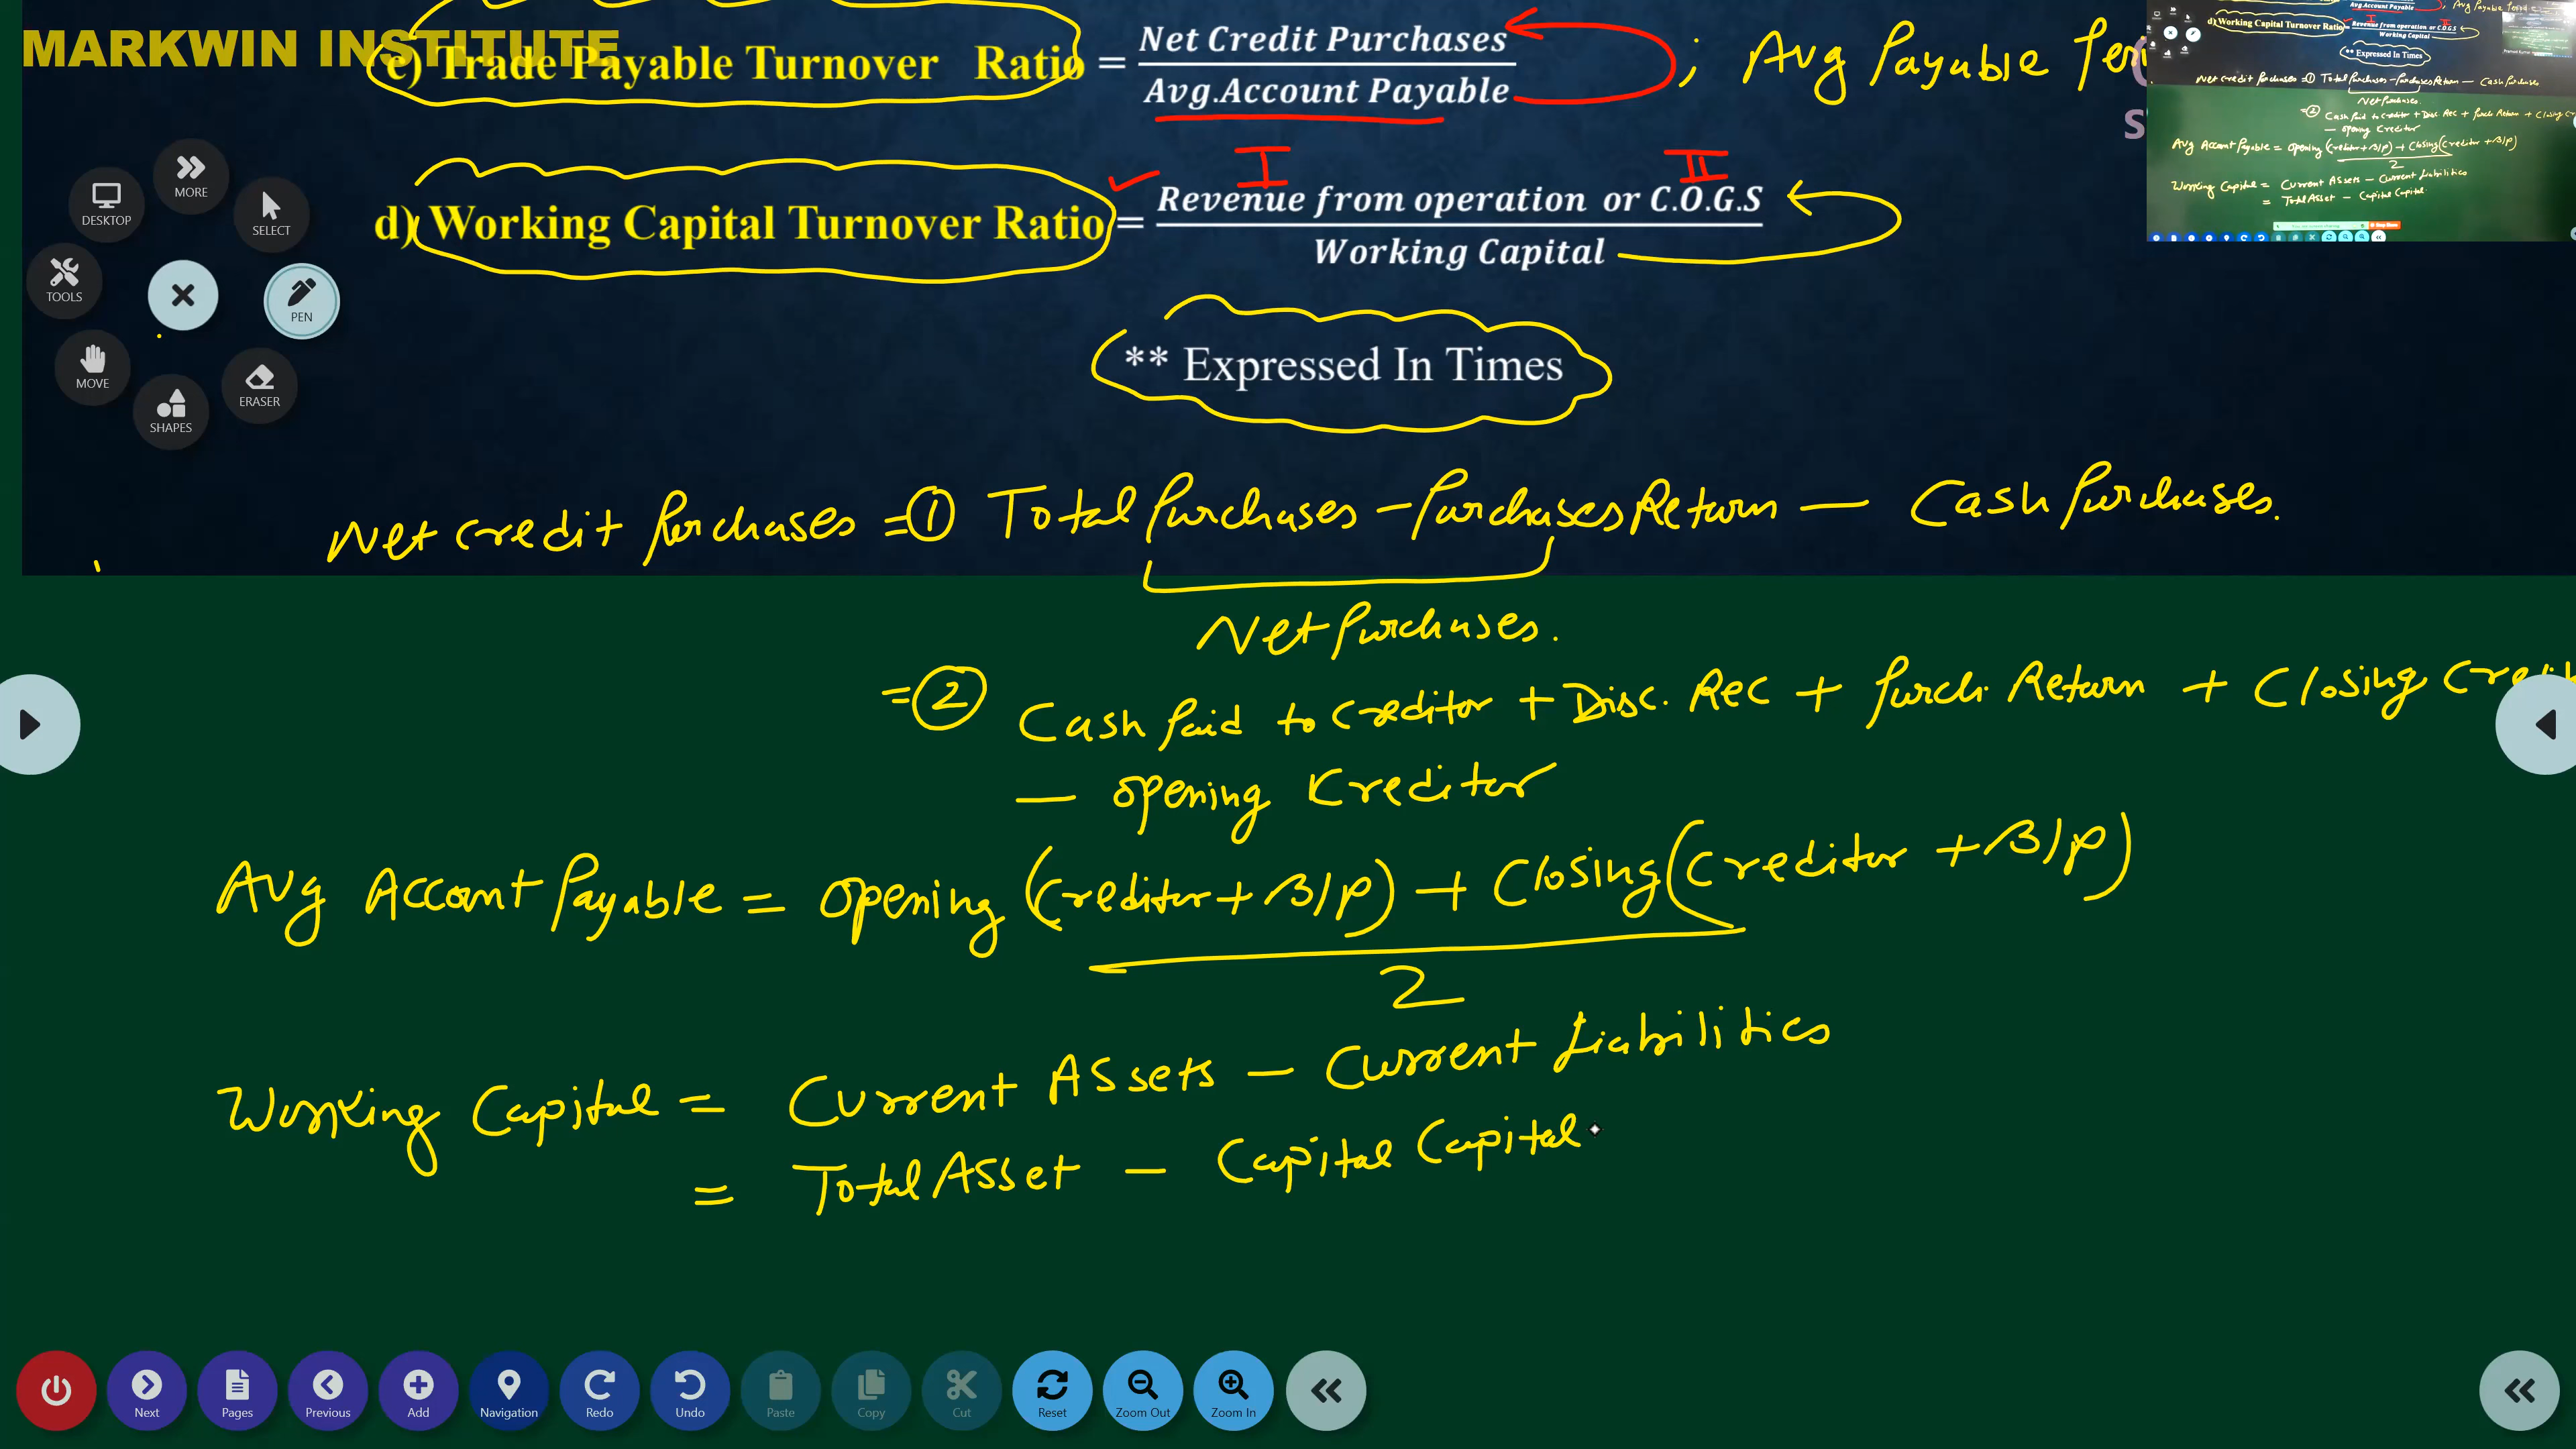 MARKWIN INSTITUTE
c) Trade Payable Turnover Ratio = Net Credit Purchases / Avg.Account Payable ; Avg Payable
I II
d) Working Capital Turnover Ratio = Revenue from operation or C.O.G.S / Working Capital
** Expressed In Times
MORE
DESKTOP
SELECT
TOOLS
PEN
MOVE
ERASER
SHAPES
Net credit Purchases = ① Total Purchases – Purchases Return — Cash Purchases.
Net Purchases.
= ② Cash Paid to Creditor + Disc. Rec + Purch. Return + Closing
— opening Creditor
Avg Account Payable = opening (Creditor + B/P) + Closing (Creditor + B/P)
2
Working Capital = Current Assets – Current Liabilities
= Total Asset – Capital Capital
Next
Pages
Previous
Add
Navigation
Redo
Undo
Paste
Copy
Cut
Reset
Zoom Out
Zoom In